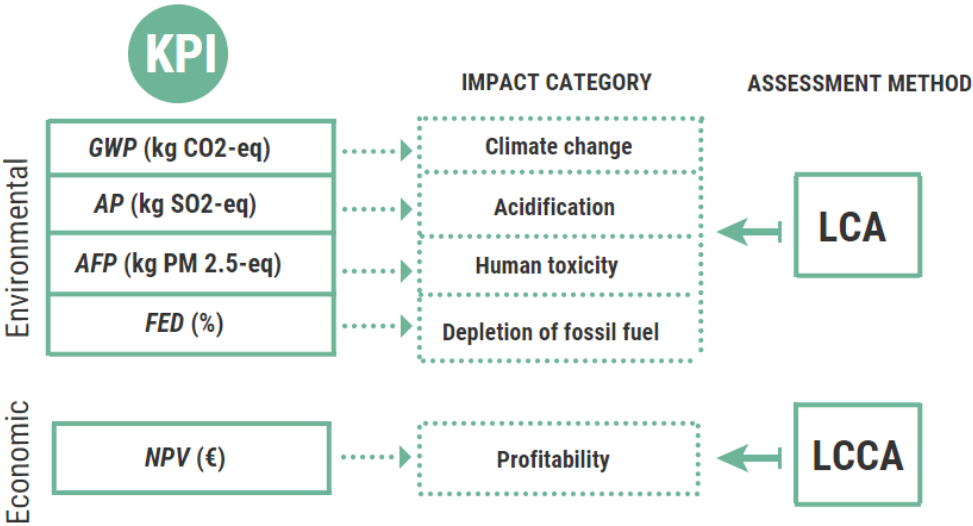 KPI
IMPACT CATEGORY
ASSESSMENT METHOD
Environmental
GWP (kg CO2-eq)
Climate change
AP (kg SO2-eq)
Acidification
LCA
AFP (kg PM 2.5-eq)
Human toxicity
FED (%)
Depletion of fossil fuel
Economic
NPV (€)
Profitability
LCCA